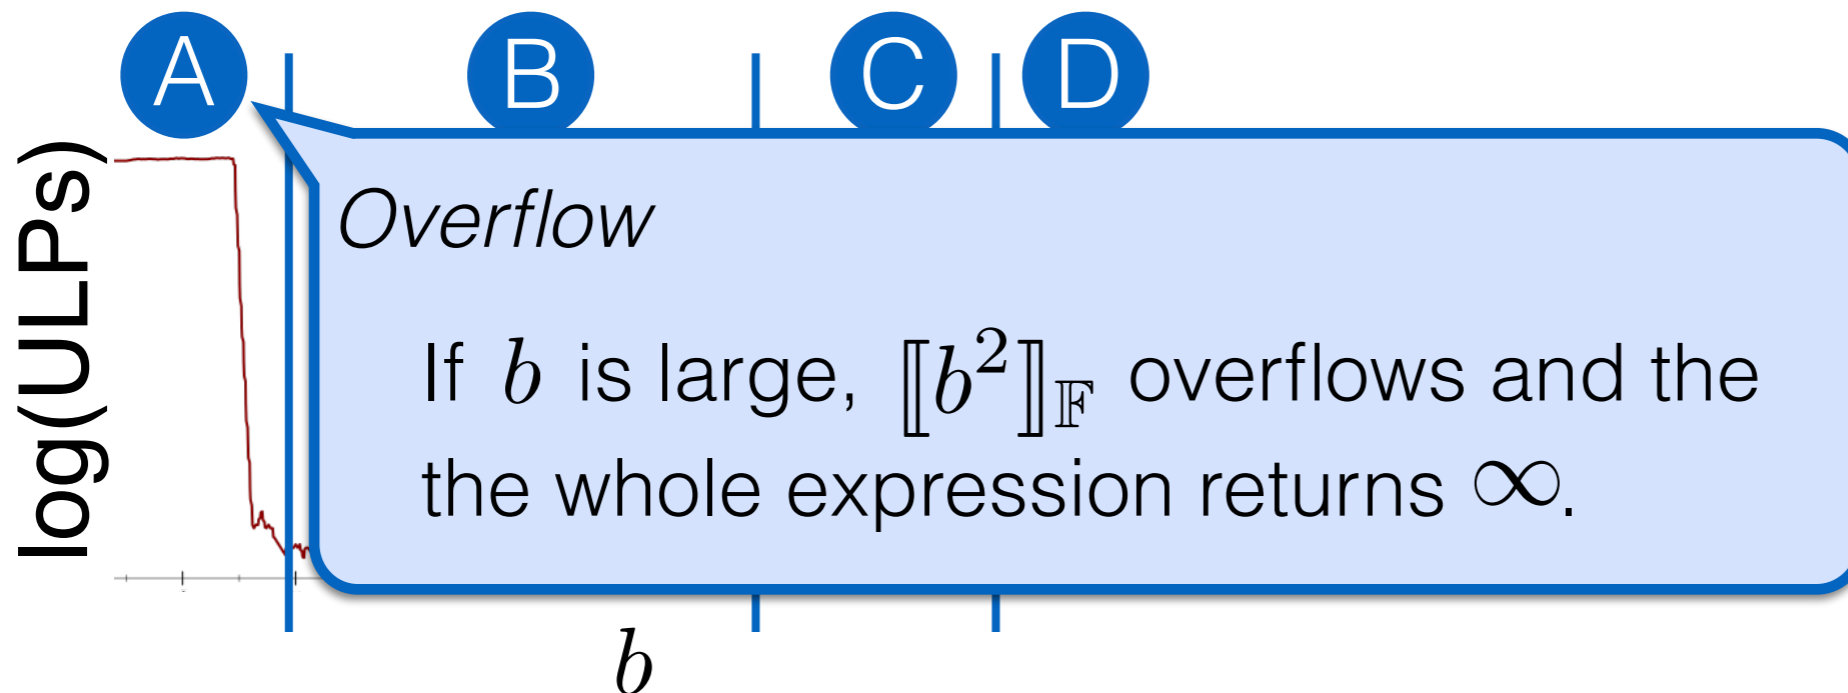 A B C D
log(ULPs)
Overflow
If b is large, ⟦b²⟧𝔽 overflows and the
the whole expression returns ∞.
b